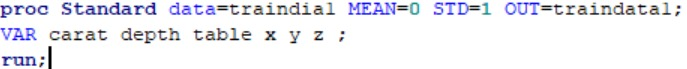 proc Standard data=traindial MEAN=0 STD=1 OUT=traindatal;
VAR carat depth table x y z ;
run;